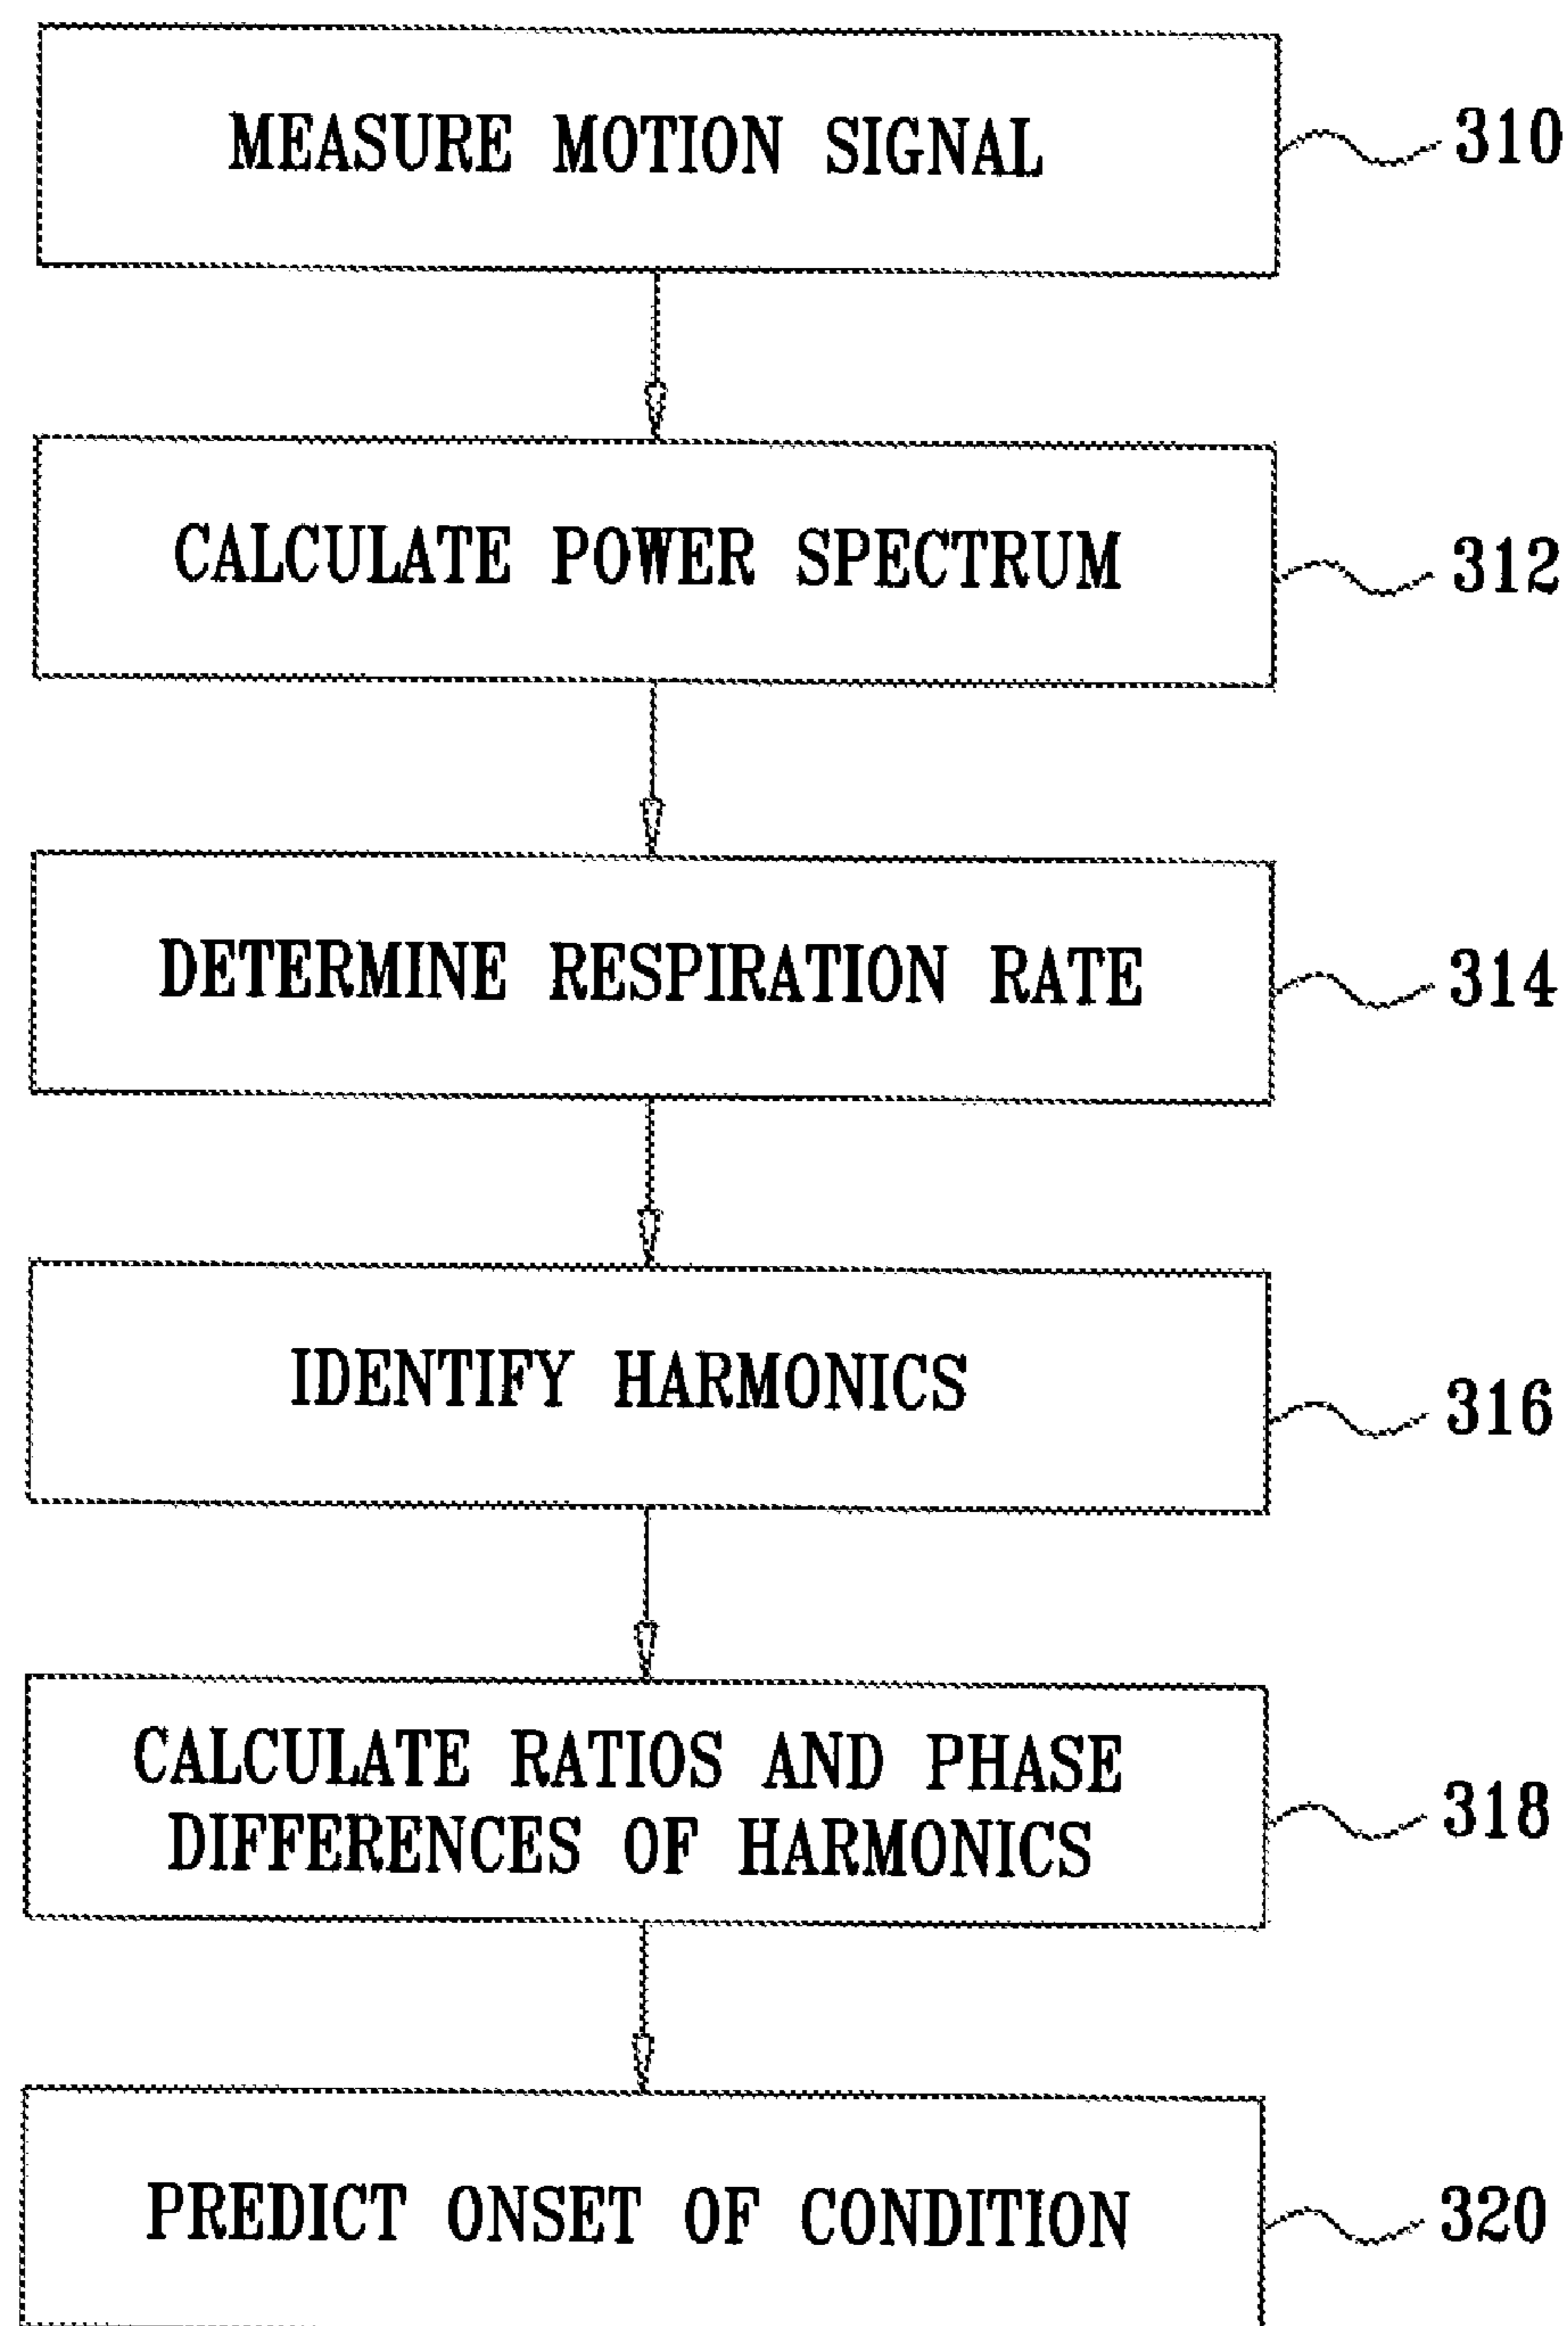 MEASURE MOTION SIGNAL
310
CALCULATE POWER SPECTRUM
312
DETERMINE RESPIRATION RATE
314
IDENTIFY HARMONICS
316
CALCULATE RATIOS AND PHASE
DIFFERENCES OF HARMONICS
318
PREDICT ONSET OF CONDITION
320